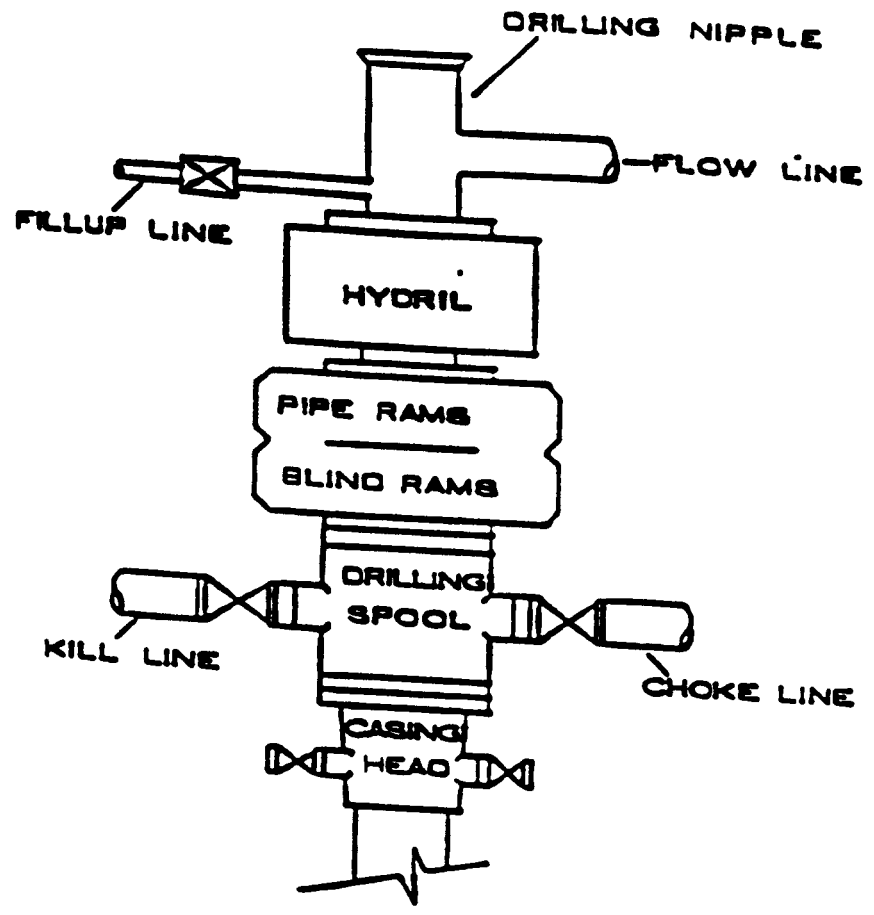 DRILLING NIPPLE
FLOW LINE
FILLUP LINE
HYDRIL
PIPE RAMS
BLIND RAMS
DRILLING
SPOOL
KILL LINE
CHOKE LINE
CASING
HEAD